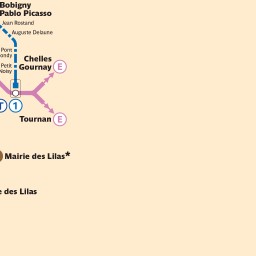 Bobigny
Pablo Picasso
Jean Rostand
Auguste Delaune
Pont
ondy
Petit
Noisy
Chelles
Gournay
E
T
1
Tournan
E
Mairie des Lilas*
e des Lilas